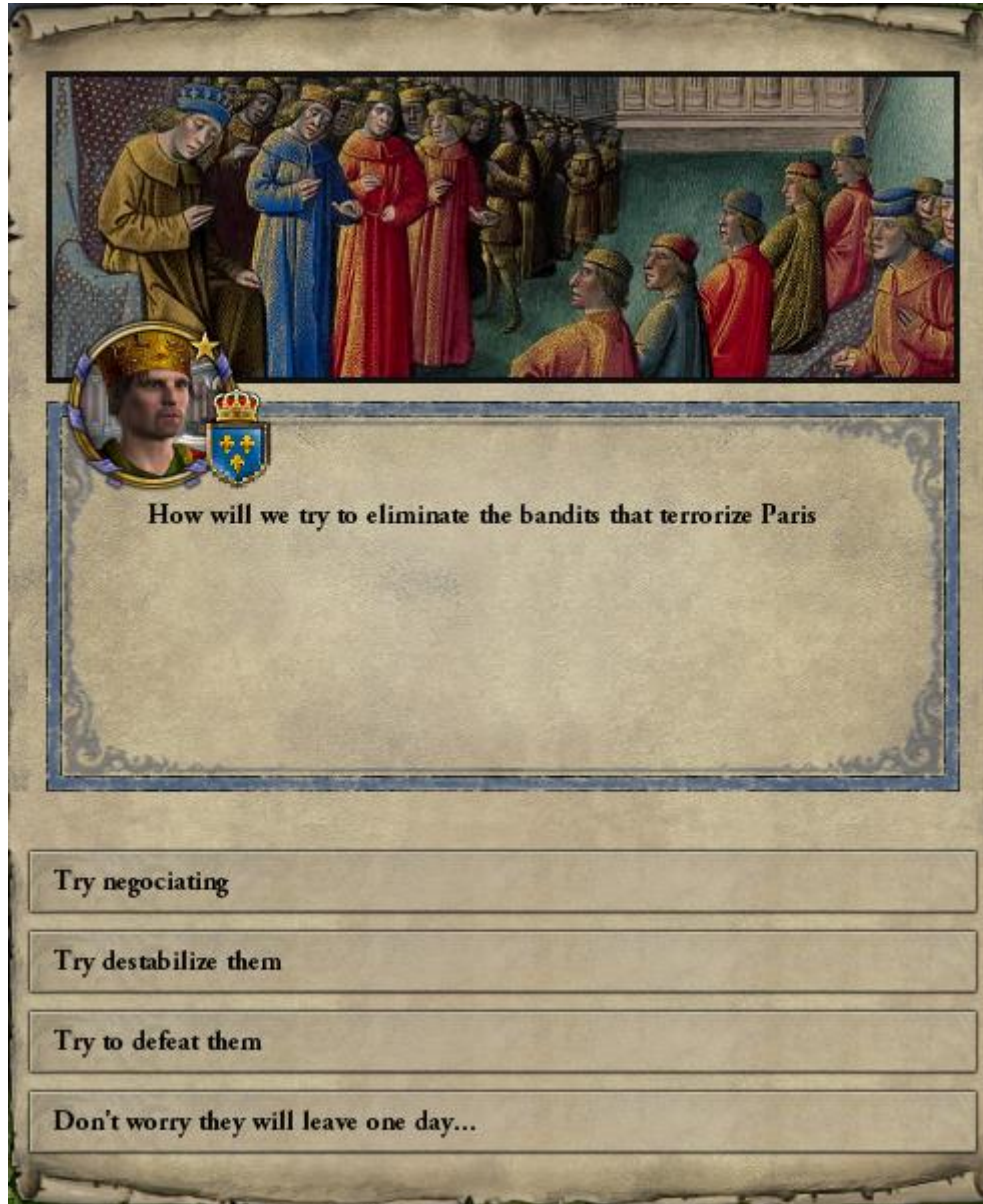 How will we try to eliminate the bandits that terrorize Paris
Try negociating
Try destabilize them
Try to defeat them
Don't worry they will leave one day...